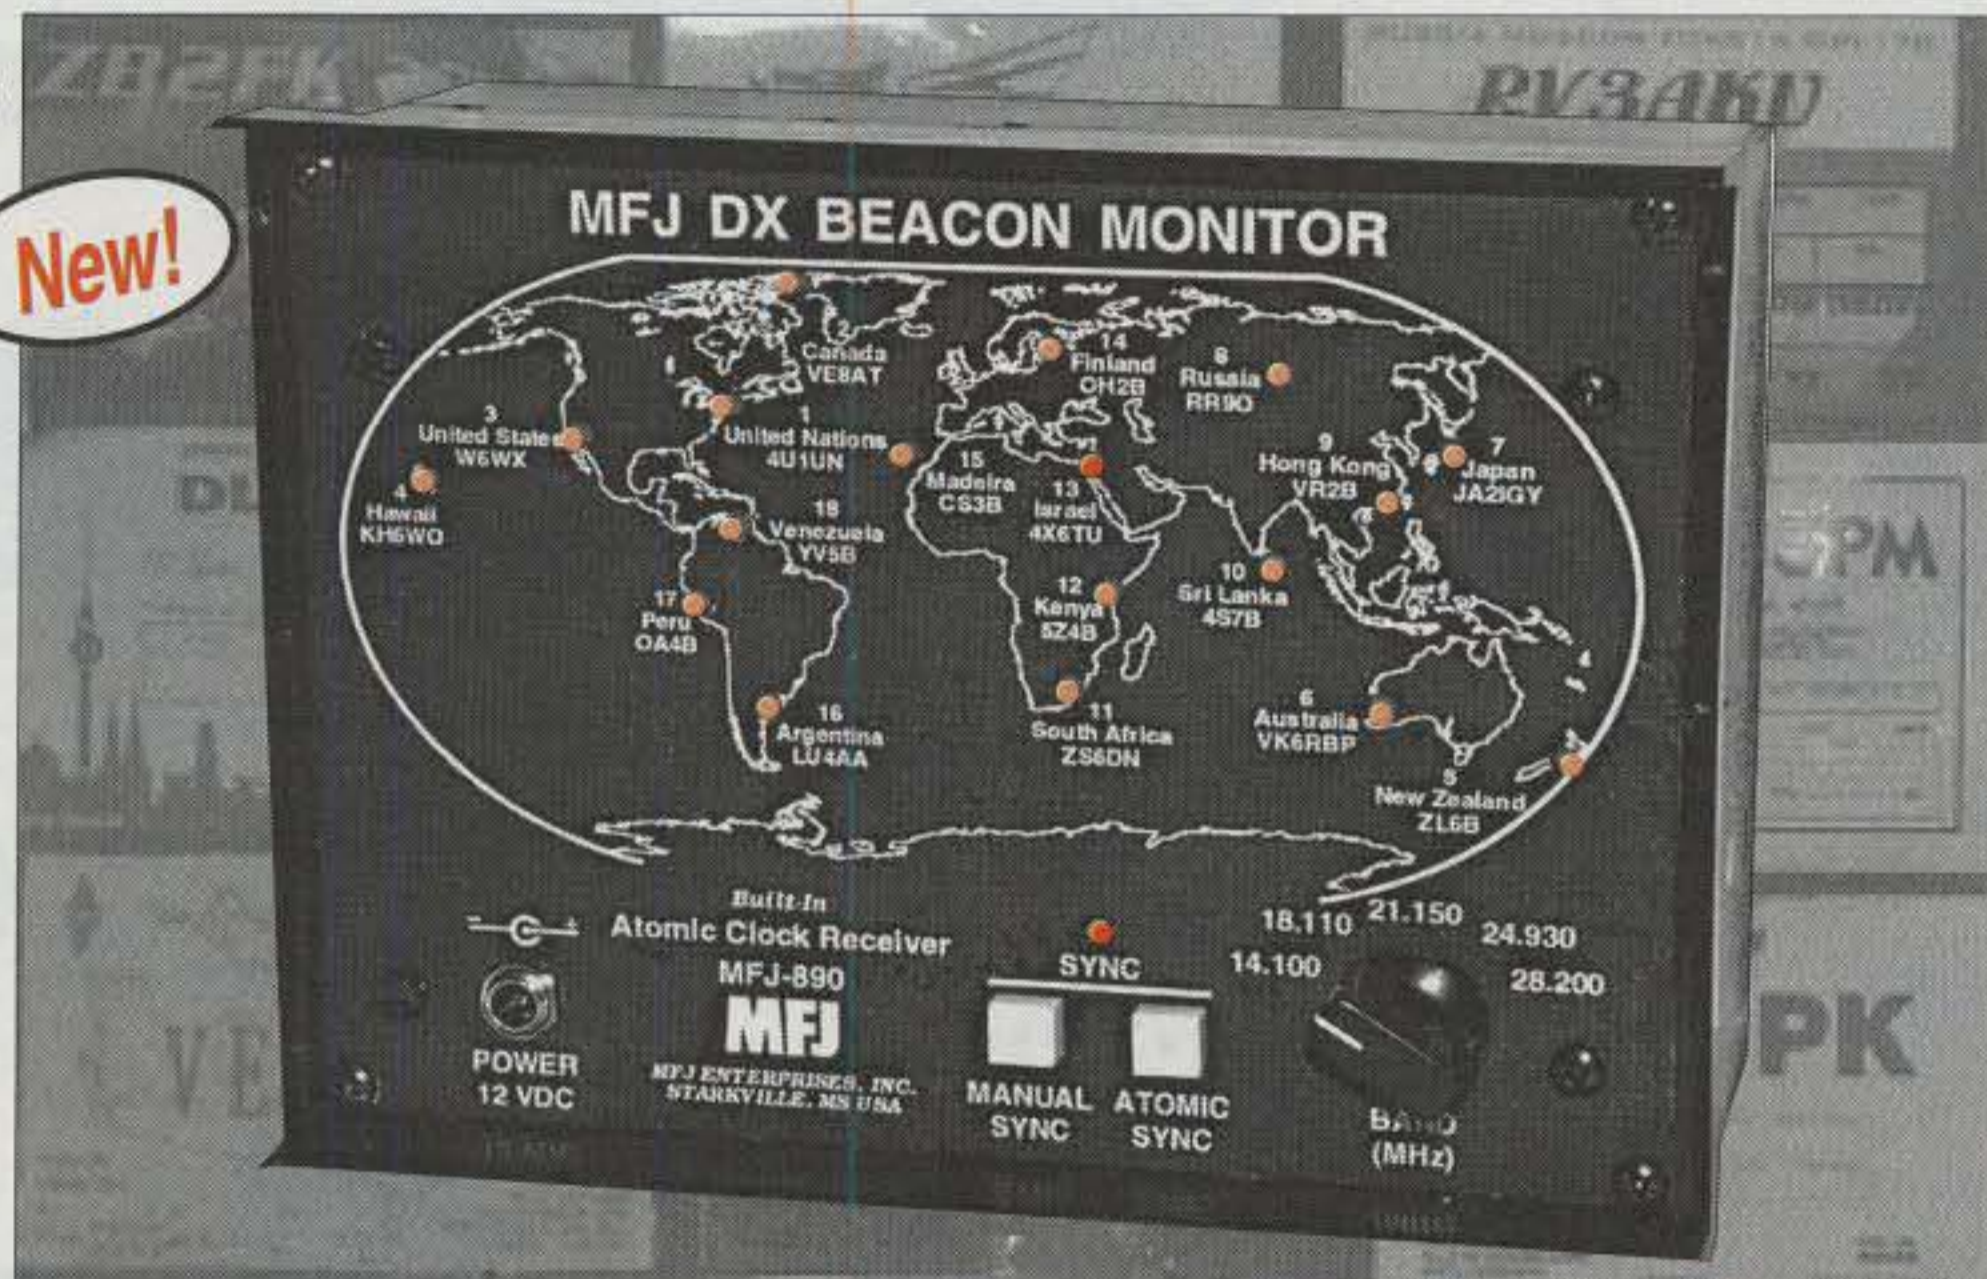 ZB2FK
RV3AKV
New!
MFJ DX BEACON MONITOR
2
Canada
VE8AT
14
Finland
OH2B
8
Russia
RR9O
3
United States
W6WX
1
United Nations
4U1UN
15
Madeira
CS3B
13
Israel
4X6TU
9
Hong Kong
VR2B
7
Japan
JA2IGY
4
Hawaii
KH6WO
18
Venezuela
YV5B
10
Sri Lanka
4S7B
12
Kenya
5Z4B
17
Peru
OA4B
16
Argentina
LU4AA
11
South Africa
ZS6DN
6
Australia
VK6RBP
5
New Zealand
ZL6B
Built-In
Atomic Clock Receiver
MFJ-890
MFJ
MFJ ENTERPRISES, INC.
STARKVILLE, MS USA
POWER
12 VDC
SYNC
MANUAL
SYNC
ATOMIC
SYNC
14.100
18.110
21.150
24.930
28.200
BAND
(MHz)
DL
PM
VE
PK